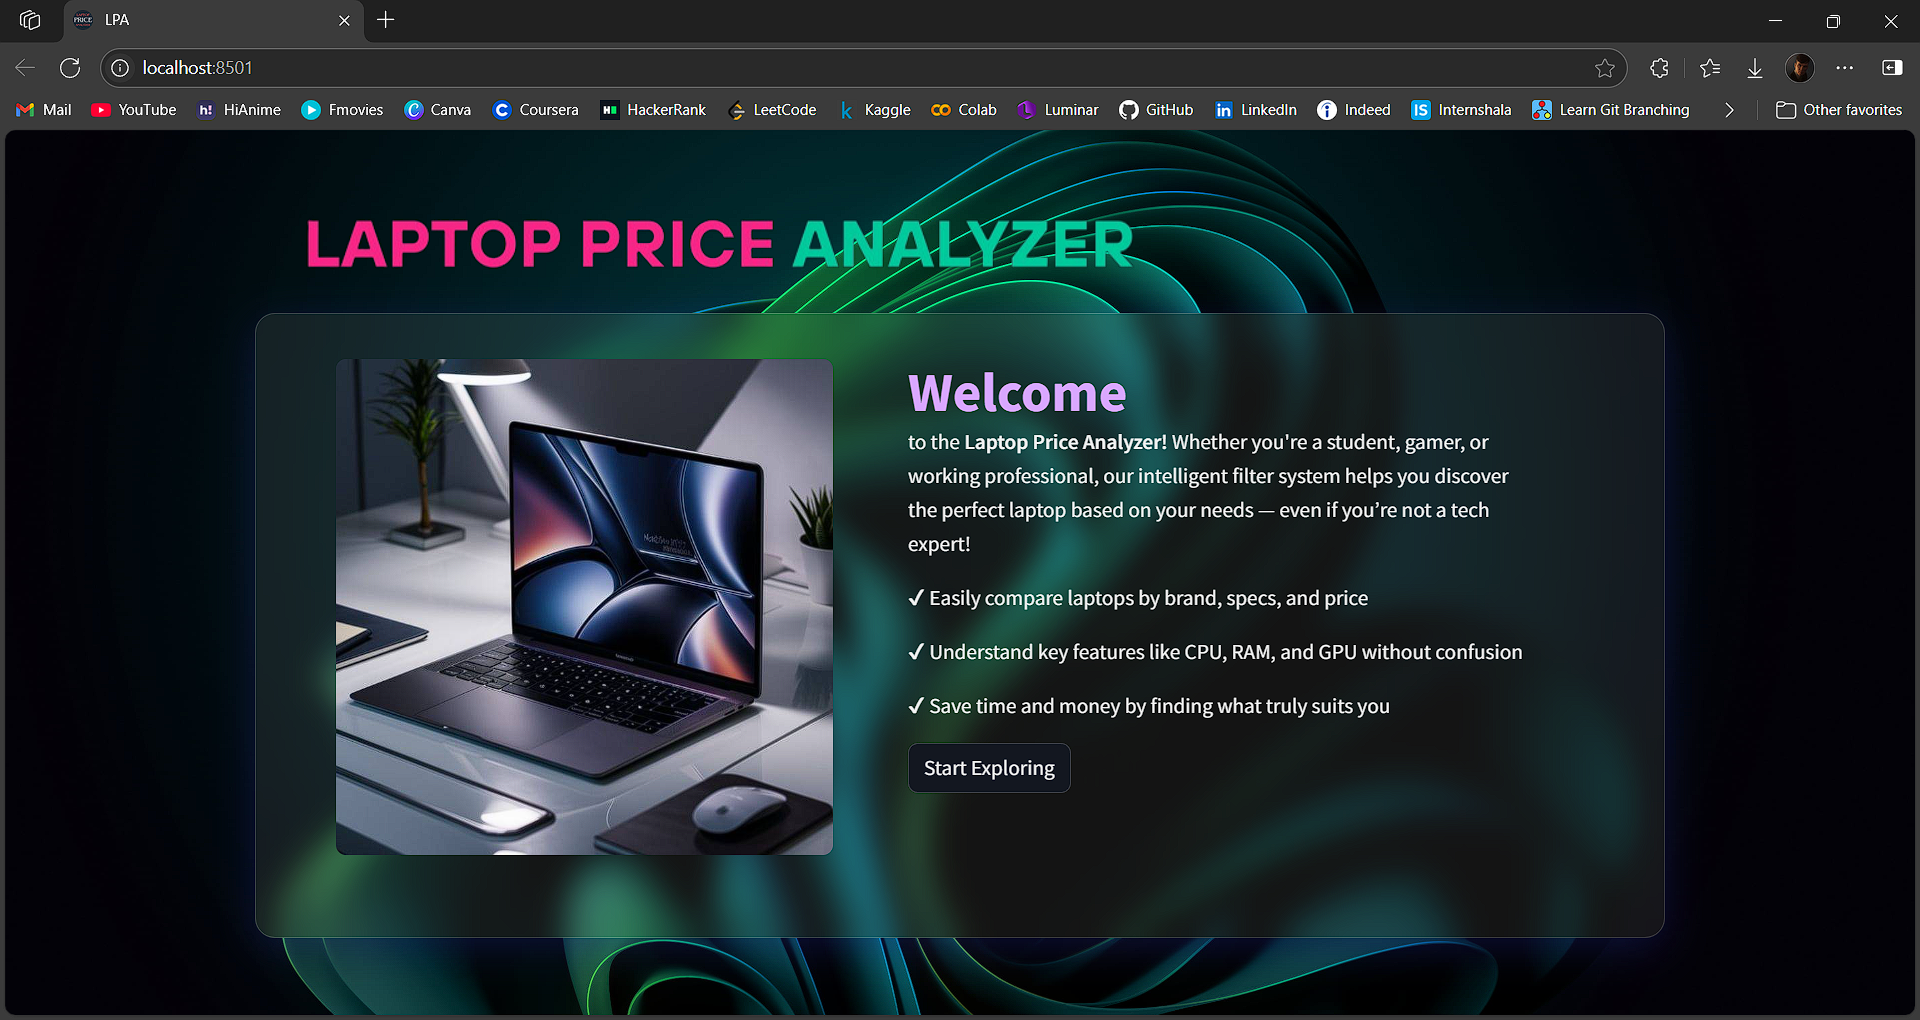 LPA
localhost:8501
Mail YouTube HiAnime Fmovies Canva Coursera HackerRank LeetCode Kaggle Colab Luminar GitHub LinkedIn Indeed Internshala Learn Git Branching Other favorites
LAPTOP PRICE ANALYZER
Welcome
to the Laptop Price Analyzer! Whether you're a student, gamer, or
working professional, our intelligent filter system helps you discover
the perfect laptop based on your needs — even if you’re not a tech
expert!
✓ Easily compare laptops by brand, specs, and price
✓ Understand key features like CPU, RAM, and GPU without confusion
✓ Save time and money by finding what truly suits you
Start Exploring